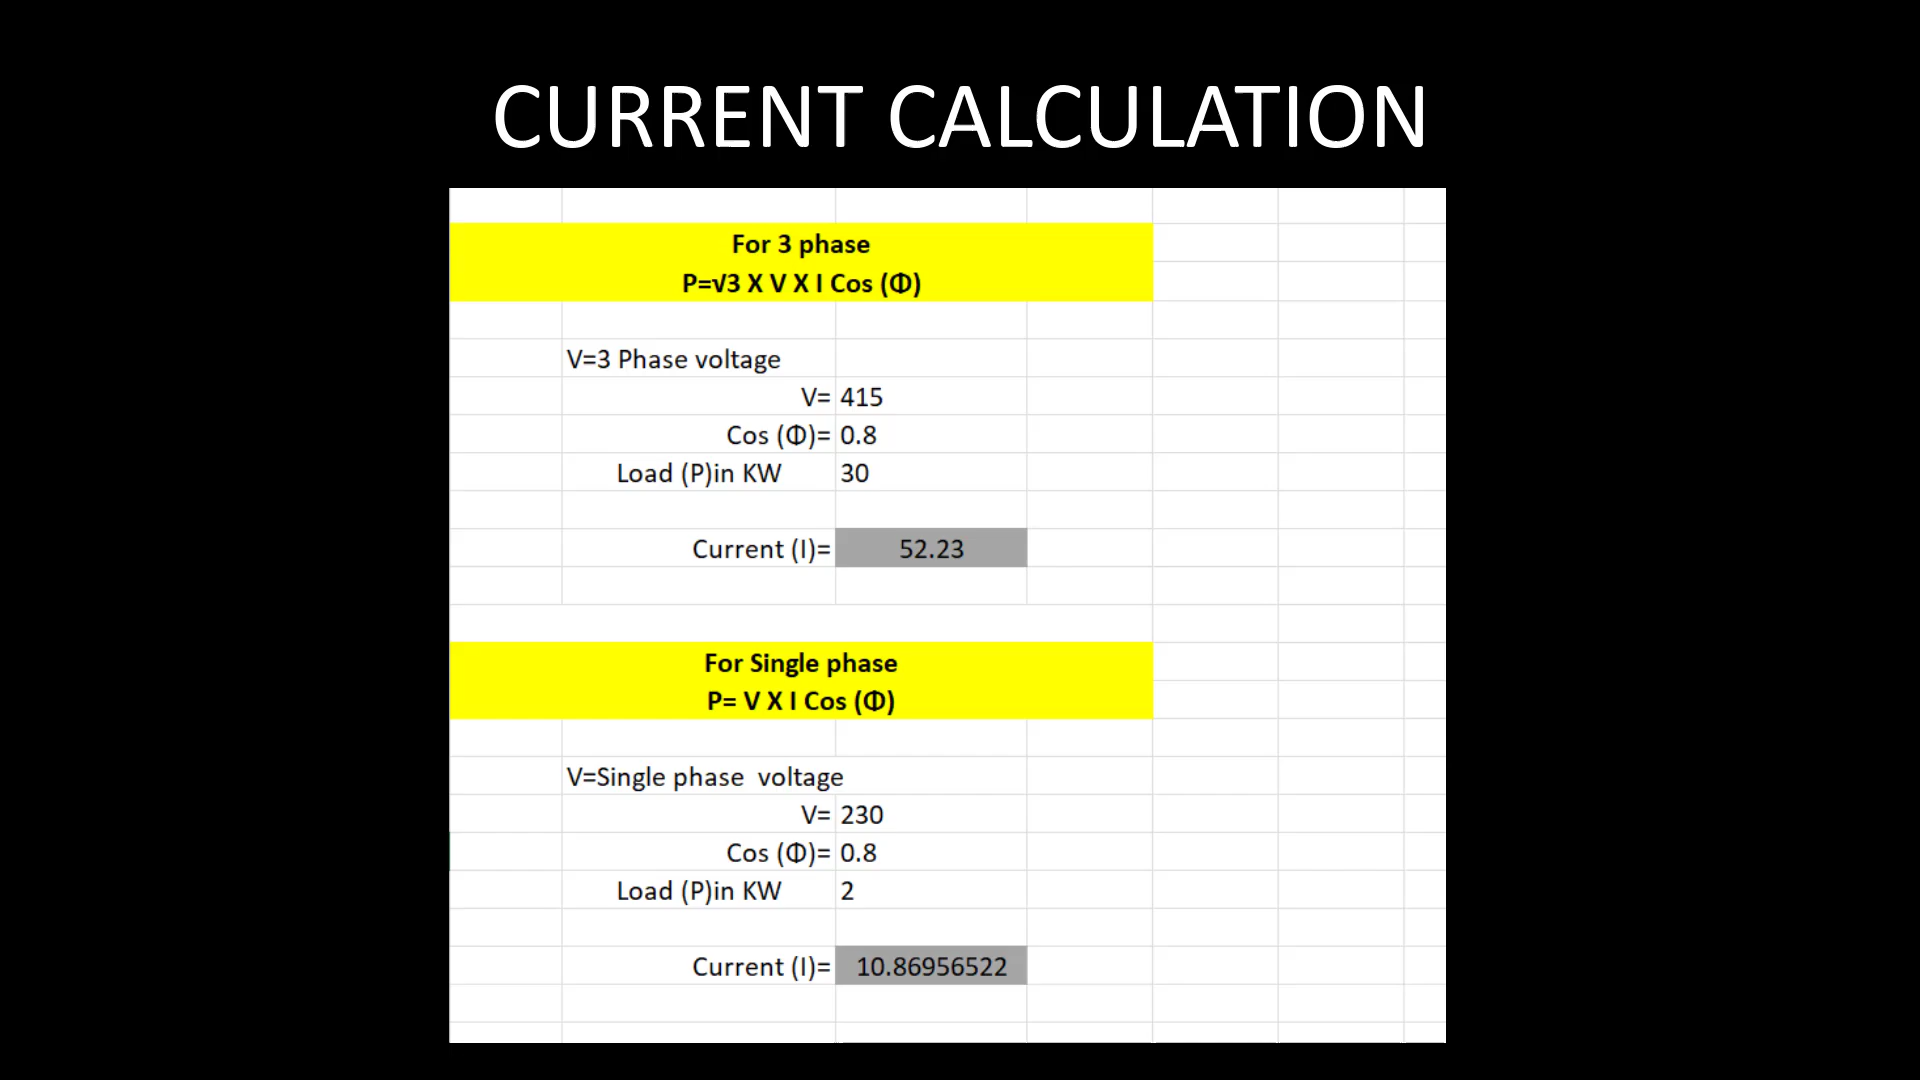 CURRENT CALCULATION
For 3 phase
P=√3 X V X I Cos (Φ)
V=3 Phase voltage
V= 415
Cos (Φ)= 0.8
Load (P)in KW 30
Current (I)= 52.23
For Single phase
P= V X I Cos (Φ)
V=Single phase  voltage
V= 230
Cos (Φ)= 0.8
Load (P)in KW 2
Current (I)= 10.86956522